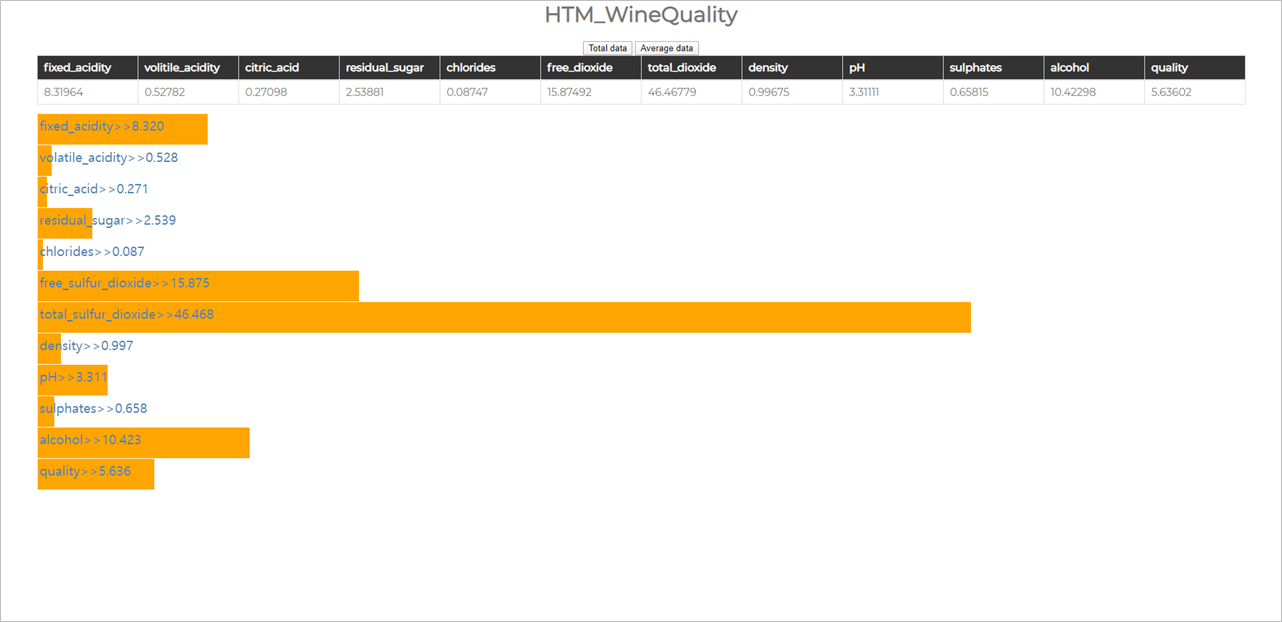 HTM_WineQuality
Total data Average data
fixed_acidity volitile_acidity citric_acid residual_sugar chlorides free_dioxide total_dioxide density pH sulphates alcohol quality
8.31964 0.52782 0.27098 2.53881 0.08747 15.87492 46.46779 0.99675 3.31111 0.65815 10.42298 5.63602
fixed_acidity>>8.320
volatile_acidity>>0.528
citric_acid>>0.271
residual_sugar>>2.539
chlorides>>0.087
free_sulfur_dioxide>>15.875
total_sulfur_dioxide>>46.468
density>>0.997
pH>>3.311
sulphates>>0.658
alcohol>>10.423
quality>>5.636